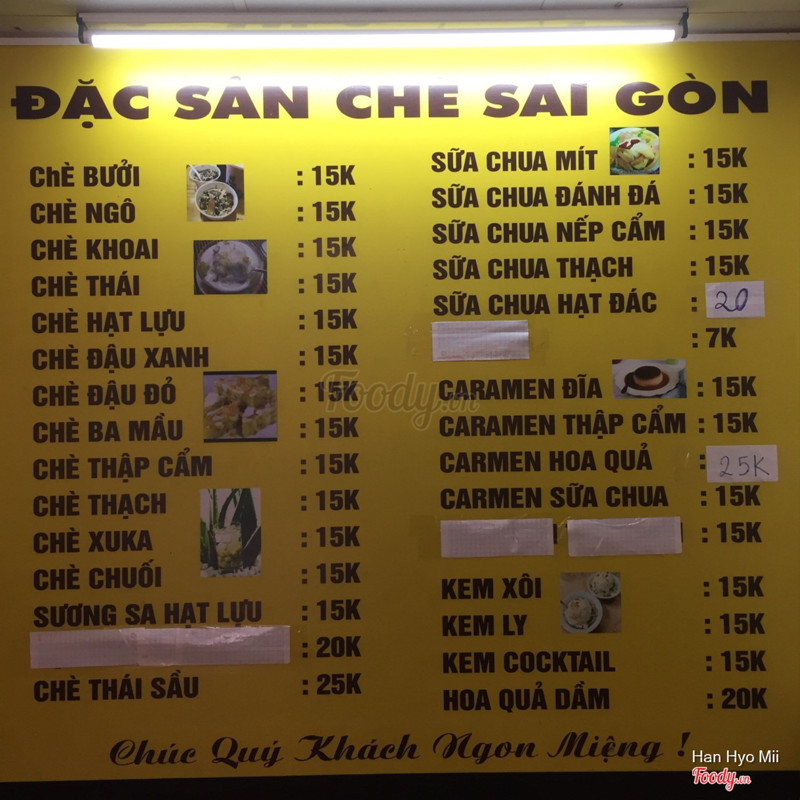 ĐẶC SẢN CHÈ SÀI GÒN
ChÈ BƯỞI : 15K
CHÈ NGÔ : 15K
CHÈ KHOAI : 15K
CHÈ THÁI : 15K
CHÈ HẠT LỰU : 15K
CHÈ ĐẬU XANH : 15K
CHÈ ĐẬU ĐỎ : 15K
CHÈ BA MẦU : 15K
CHÈ THẬP CẨM : 15K
CHÈ THẠCH : 15K
CHÈ XUKA : 15K
CHÈ CHUỐI : 15K
SƯƠNG SA HẠT LỰU : 15K
: 20K
CHÈ THÁI SẦU : 25K
SỮA CHUA MÍT : 15K
SỮA CHUA ĐÁNH ĐÁ : 15K
SỮA CHUA NẾP CẨM : 15K
SỮA CHUA THẠCH : 15K
SỮA CHUA HẠT ĐÁC : 20
: 7K
CARAMEN ĐĨA : 15K
CARAMEN THẬP CẨM : 15K
CARMEN HOA QUẢ : 25K
CARMEN SỮA CHUA : 15K
: 15K
KEM XÔI : 15K
KEM LY : 15K
KEM COCKTAIL : 15K
HOA QUẢ DẦM : 20K
Chúc Quý Khách Ngon Miệng !
Foody.vn
Han Hyo Mii
Foody.vn